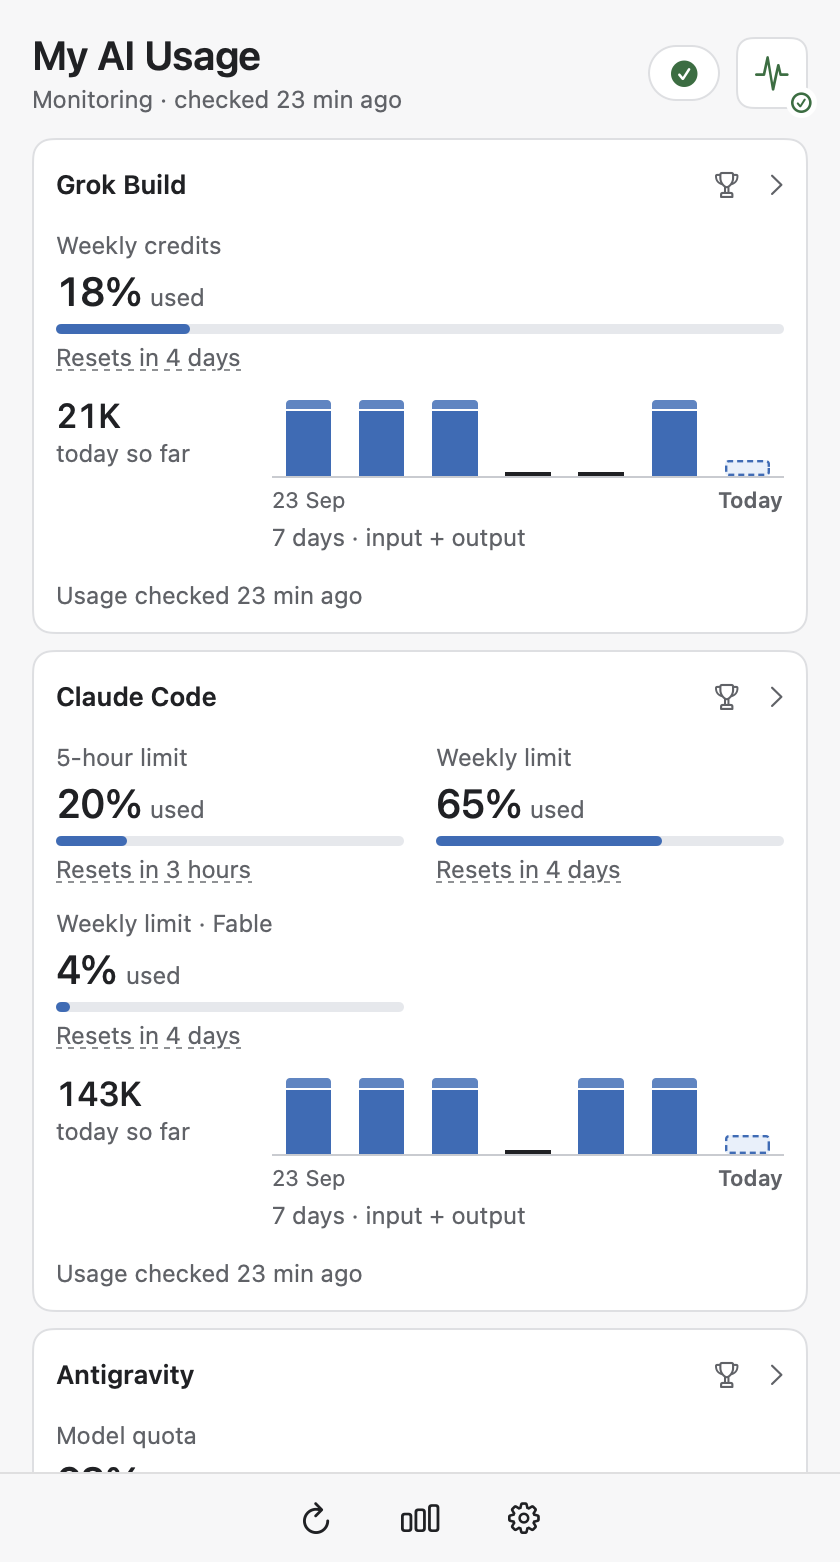 My AI Usage
Monitoring · checked 23 min ago
Grok Build
Weekly credits
18% used
Resets in 4 days
21K
today so far
23 Sep
Today
7 days · input + output
Usage checked 23 min ago
Claude Code
5-hour limit
20% used
Resets in 3 hours
Weekly limit
65% used
Resets in 4 days
Weekly limit · Fable
4% used
Resets in 4 days
143K
today so far
23 Sep
Today
7 days · input + output
Usage checked 23 min ago
Antigravity
Model quota